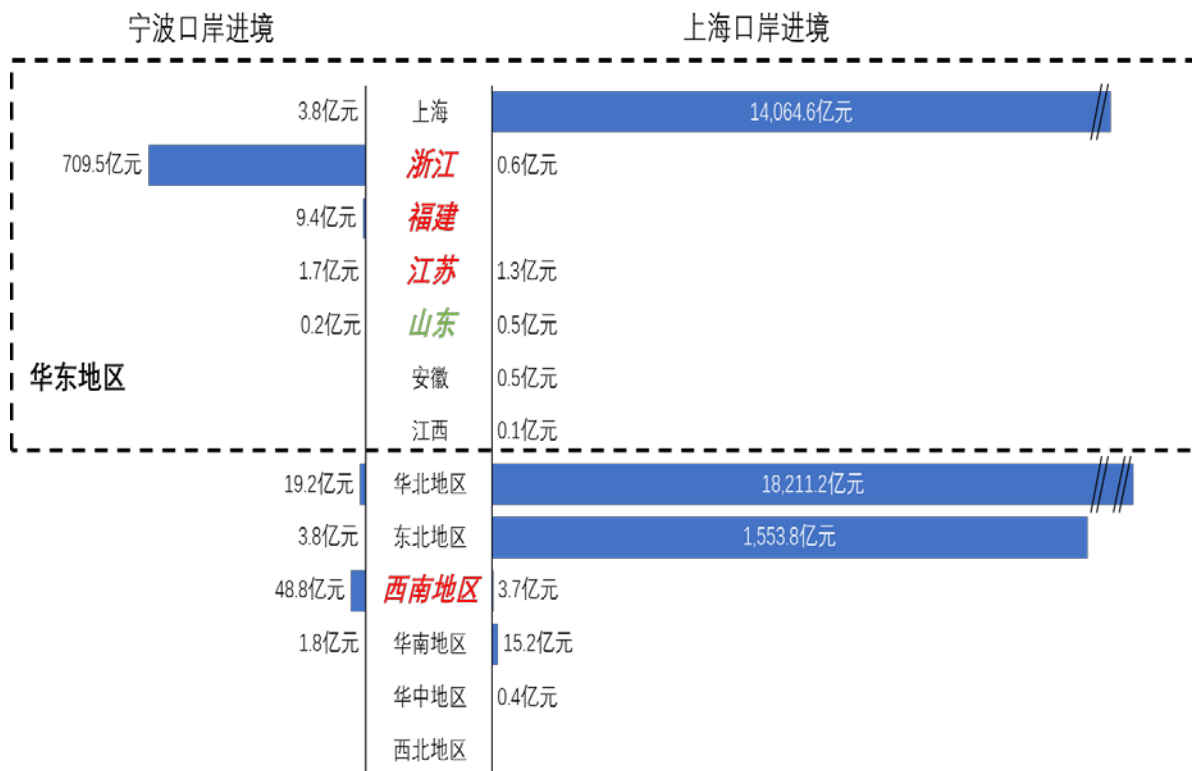 宁波口岸进境 上海口岸进境
3.8亿元 上海 14,064.6亿元
709.5亿元 浙江 0.6亿元
9.4亿元 福建
1.7亿元 江苏 1.3亿元
0.2亿元 山东 0.5亿元
华东地区 安徽 0.5亿元
江西 0.1亿元
19.2亿元 华北地区 18,211.2亿元
3.8亿元 东北地区 1,553.8亿元
48.8亿元 西南地区 3.7亿元
1.8亿元 华南地区 15.2亿元
华中地区 0.4亿元
西北地区